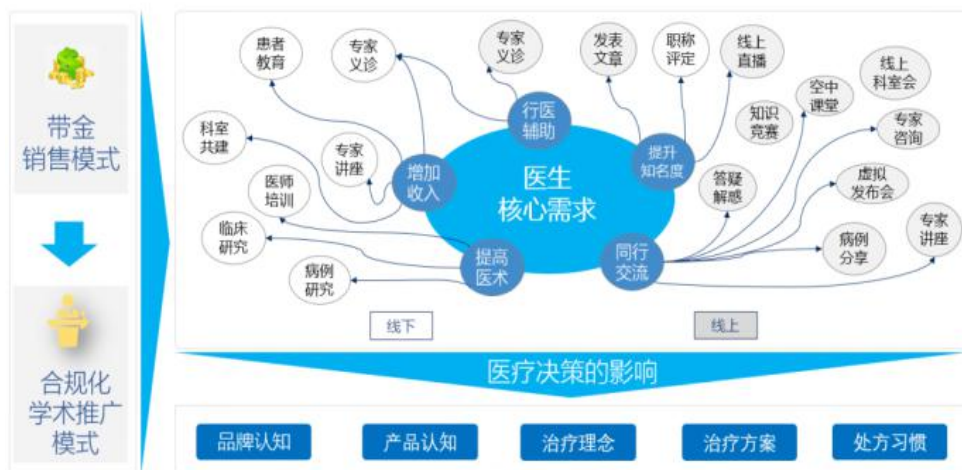 带金
销售模式
合规化
学术推广
模式
患者
教育
专家
义诊
专家
义诊
发表
文章
职称
评定
线上
直播
线上
科室会
空中
课堂
知识
竞赛
专家
咨询
科室
共建
专家
讲座
行医
辅助
增加
收入
医生
核心需求
提升
知名度
答疑
解惑
虚拟
发布会
医师
培训
临床
研究
提高
医术
同行
交流
病例
分享
专家
讲座
病例
研究
线下
线上
医疗决策的影响
品牌认知
产品认知
治疗理念
治疗方案
处方习惯